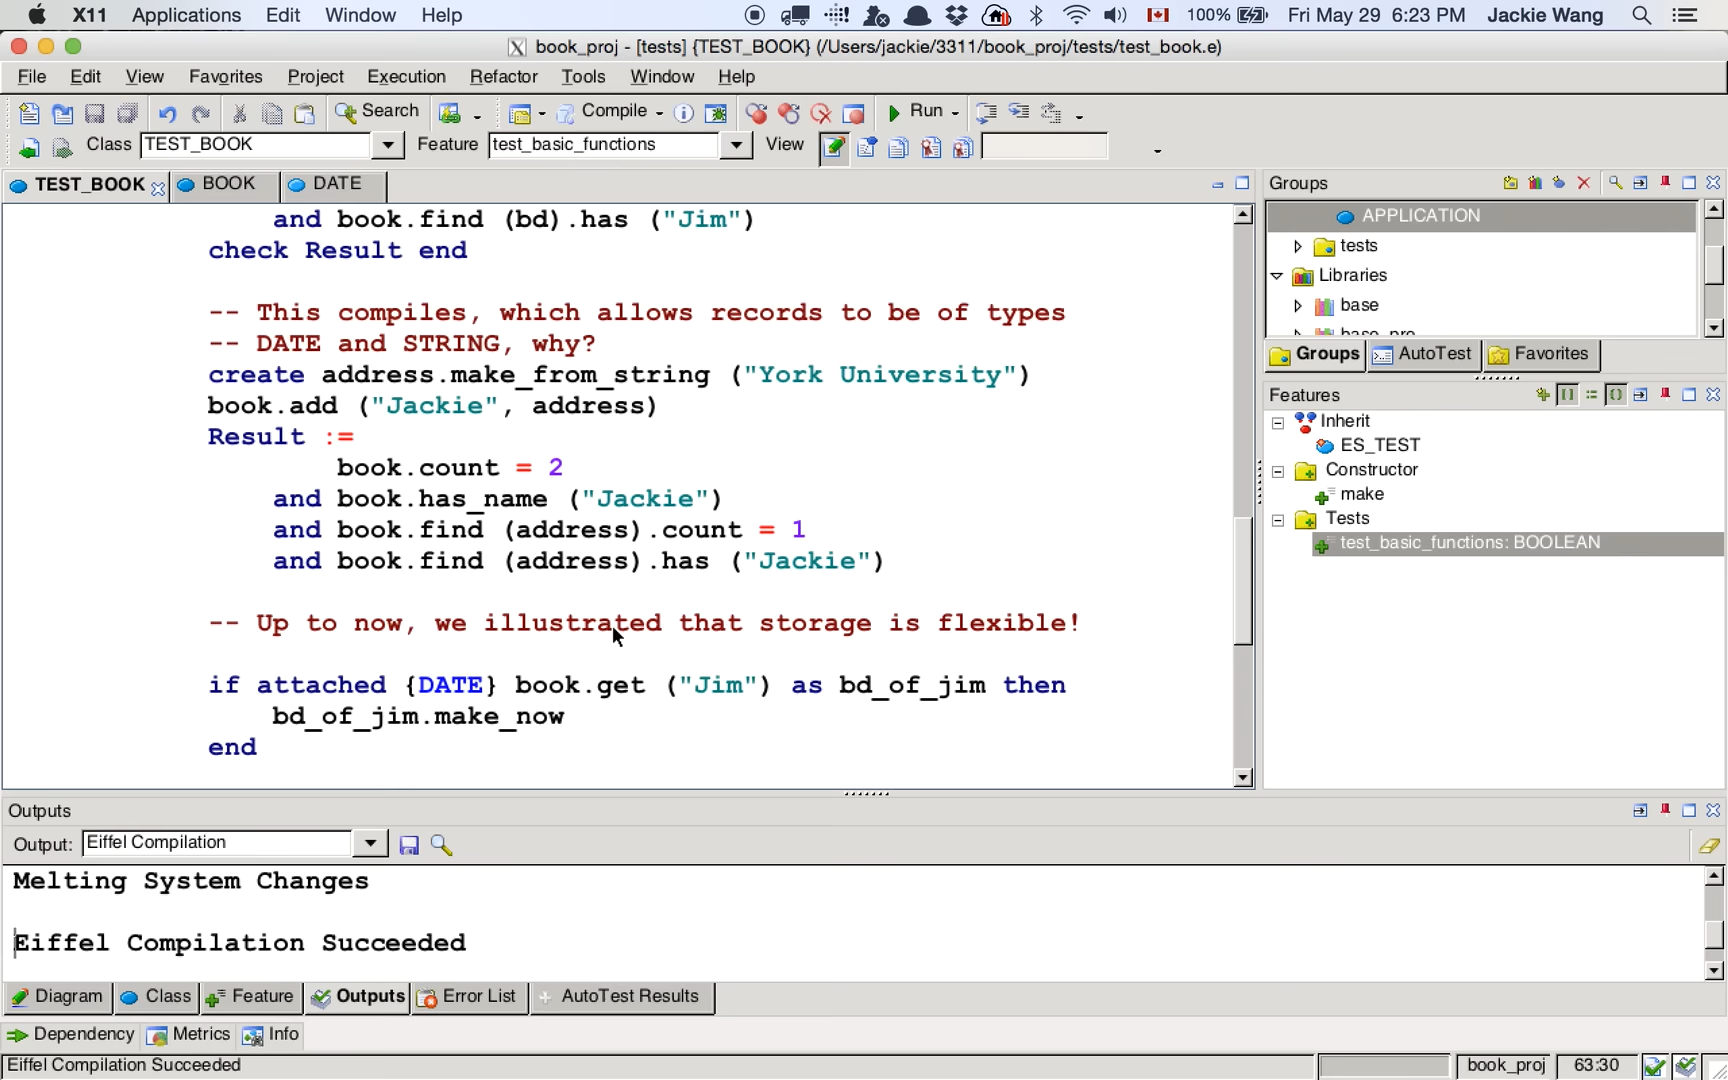 X11 Applications Edit Window Help 100% Fri May 29 6:23 PM Jackie Wang
book_proj - [tests] {TEST_BOOK} (/Users/jackie/3311/book_proj/tests/test_book.e)
File Edit View Favorites Project Execution Refactor Tools Window Help
Search Compile Run
Class TEST_BOOK Feature test_basic_functions View
TEST_BOOK BOOK DATE
and book.find (bd).has ("Jim")
check Result end
-- This compiles, which allows records to be of types
-- DATE and STRING, why?
create address.make_from_string ("York University")
book.add ("Jackie", address)
Result :=
book.count = 2
and book.has_name ("Jackie")
and book.find (address).count = 1
and book.find (address).has ("Jackie")
-- Up to now, we illustrated that storage is flexible!
if attached {DATE} book.get ("Jim") as bd_of_jim then
bd_of_jim.make_now
end
Groups
APPLICATION
tests
Libraries
base
Groups AutoTest Favorites
Features
Inherit
ES_TEST
Constructor
make
Tests
test_basic_functions: BOOLEAN
Outputs
Output: Eiffel Compilation
Melting System Changes
Eiffel Compilation Succeeded
Diagram Class Feature Outputs Error List AutoTest Results
Dependency Metrics Info
Eiffel Compilation Succeeded book_proj 63:30